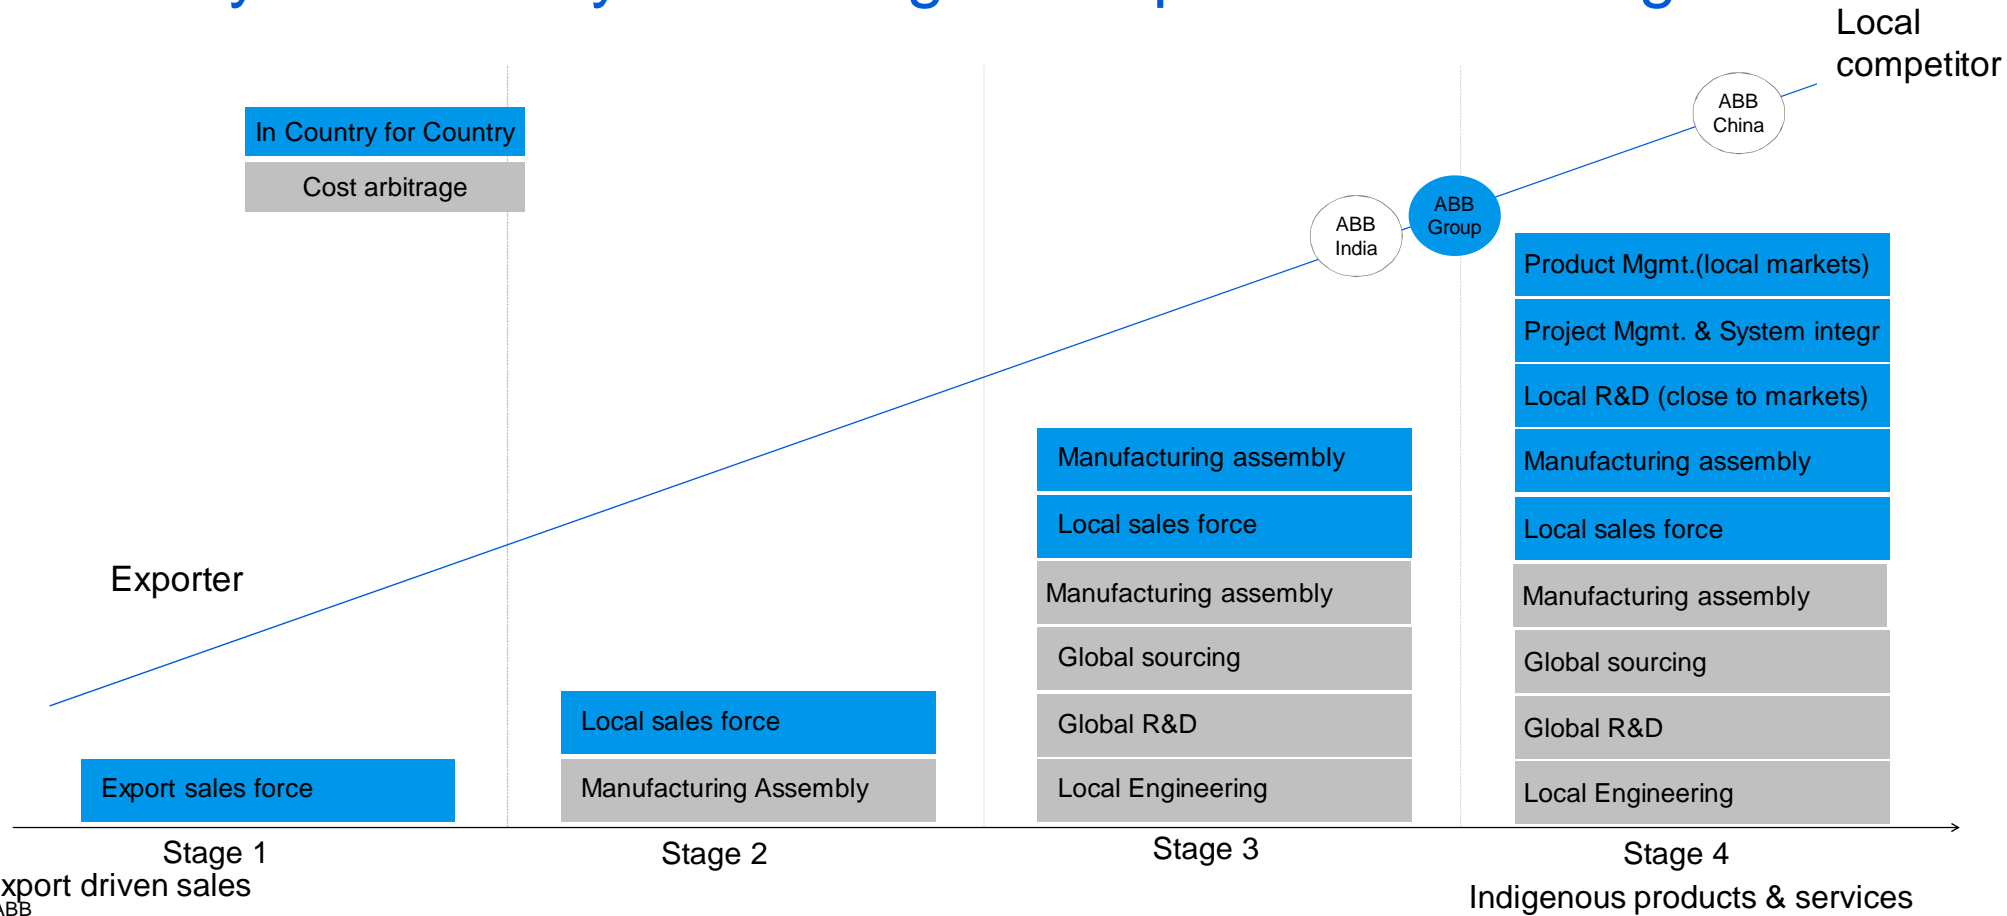 Local
competitor
In Country for Country
Cost arbitrage
ABB
China
ABB
Group
ABB
India
Product Mgmt.(local markets)
Project Mgmt. & System integr
Local R&D (close to markets)
Manufacturing assembly
Local sales force
Manufacturing assembly
Global sourcing
Global R&D
Local Engineering
Manufacturing assembly
Local sales force
Manufacturing assembly
Global sourcing
Global R&D
Local Engineering
Exporter
Local sales force
Manufacturing Assembly
Export sales force
Stage 1
Stage 2
Stage 3
Stage 4
xport driven sales
Indigenous products & services
ABB